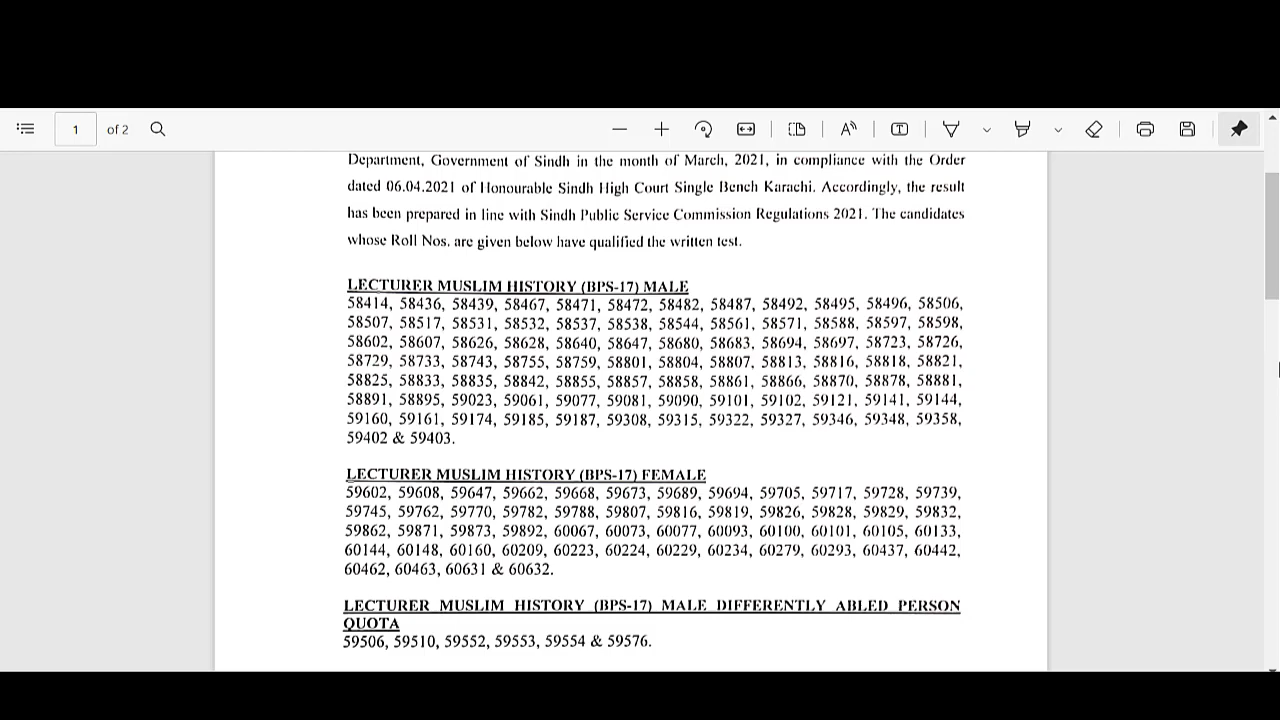 1 of 2
Department, Government of Sindh in the month of March, 2021, in compliance with the Order
dated 06.04.2021 of Honourable Sindh High Court Single Bench Karachi. Accordingly, the result
has been prepared in line with Sindh Public Service Commission Regulations 2021. The candidates
whose Roll Nos. are given below have qualified the written test.
LECTURER MUSLIM HISTORY (BPS-17) MALE
58414, 58436, 58439, 58467, 58471, 58472, 58482, 58487, 58492, 58495, 58496, 58506,
58507, 58517, 58531, 58532, 58537, 58538, 58544, 58561, 58571, 58588, 58597, 58598,
58602, 58607, 58626, 58628, 58640, 58647, 58680, 58683, 58694, 58697, 58723, 58726,
58729, 58733, 58743, 58755, 58759, 58801, 58804, 58807, 58813, 58816, 58818, 58821,
58825, 58833, 58835, 58842, 58855, 58857, 58858, 58861, 58866, 58870, 58878, 58881,
58891, 58895, 59023, 59061, 59077, 59081, 59090, 59101, 59102, 59121, 59141, 59144,
59160, 59161, 59174, 59185, 59187, 59308, 59315, 59322, 59327, 59346, 59348, 59358,
59402 & 59403.
LECTURER MUSLIM HISTORY (BPS-17) FEMALE
59602, 59608, 59647, 59662, 59668, 59673, 59689, 59694, 59705, 59717, 59728, 59739,
59745, 59762, 59770, 59782, 59788, 59807, 59816, 59819, 59826, 59828, 59829, 59832,
59862, 59871, 59873, 59892, 60067, 60073, 60077, 60093, 60100, 60101, 60105, 60133,
60144, 60148, 60160, 60209, 60223, 60224, 60229, 60234, 60279, 60293, 60437, 60442,
60462, 60463, 60631 & 60632.
LECTURER MUSLIM HISTORY (BPS-17) MALE DIFFERENTLY ABLED PERSON
QUOTA
59506, 59510, 59552, 59553, 59554 & 59576.